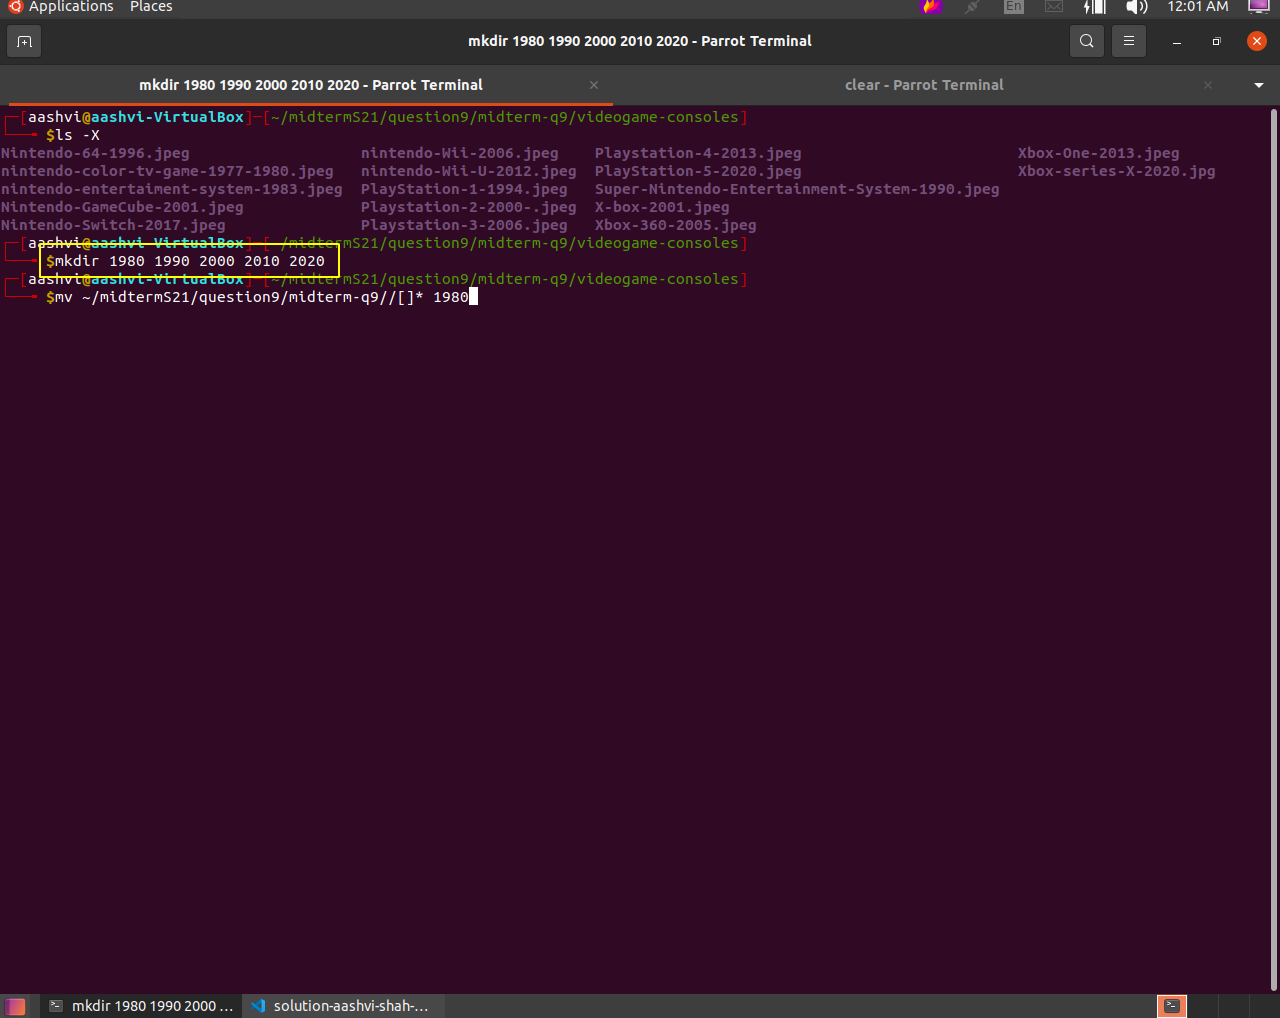 Applications Places En 12:01 AM
mkdir 1980 1990 2000 2010 2020 - Parrot Terminal
mkdir 1980 1990 2000 2010 2020 - Parrot Terminal clear - Parrot Terminal
[aashvi@aashvi-VirtualBox]─[~/midtermS21/question9/midterm-q9/videogame-consoles]
$ls -X
Nintendo-64-1996.jpeg nintendo-Wii-2006.jpeg Playstation-4-2013.jpeg Xbox-One-2013.jpeg
nintendo-color-tv-game-1977-1980.jpeg nintendo-Wii-U-2012.jpeg PlayStation-5-2020.jpeg Xbox-series-X-2020.jpg
nintendo-entertaiment-system-1983.jpeg PlayStation-1-1994.jpeg Super-Nintendo-Entertainment-System-1990.jpeg
Nintendo-GameCube-2001.jpeg Playstation-2-2000-.jpeg X-box-2001.jpeg
Nintendo-Switch-2017.jpeg Playstation-3-2006.jpeg Xbox-360-2005.jpeg
[aashvi@aashvi-VirtualBox]─[~/midtermS21/question9/midterm-q9/videogame-consoles]
$mkdir 1980 1990 2000 2010 2020
[aashvi@aashvi-VirtualBox]─[~/midtermS21/question9/midterm-q9/videogame-consoles]
$mv ~/midtermS21/question9/midterm-q9//[]* 1980
mkdir 1980 1990 2000 ... solution-aashvi-shah-...